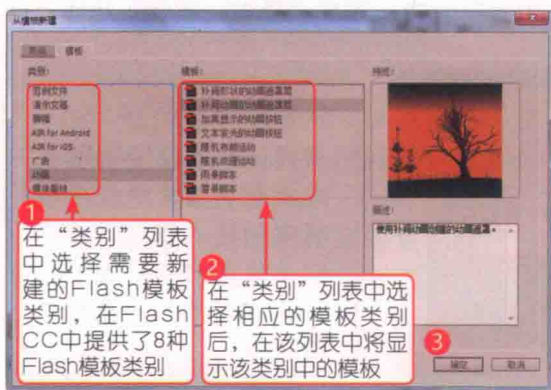 从模板新建
常规 模板
类别:
范例文件
演示文稿
横幅
AIR for Android
AIR for iOS
广告
动画
媒体播放
模板:
补间形状的动画遮罩层
补间动画的动画遮罩层
加亮显示的动画按钮
文本发光的动画按钮
随机布朗运动
随机纹理运动
雨景脚本
雪景脚本
预览:
描述:
使用补间动画创建的动画遮罩。
1
在“类别”列表
中选择需要新
建的Flash模板
类别，在Flash
CC中提供了8种
Flash模板类别
2
在“类别”列表中选
择相应的模板类别
后，在该列表中将显
示该类别中的模板
3
确定 取消